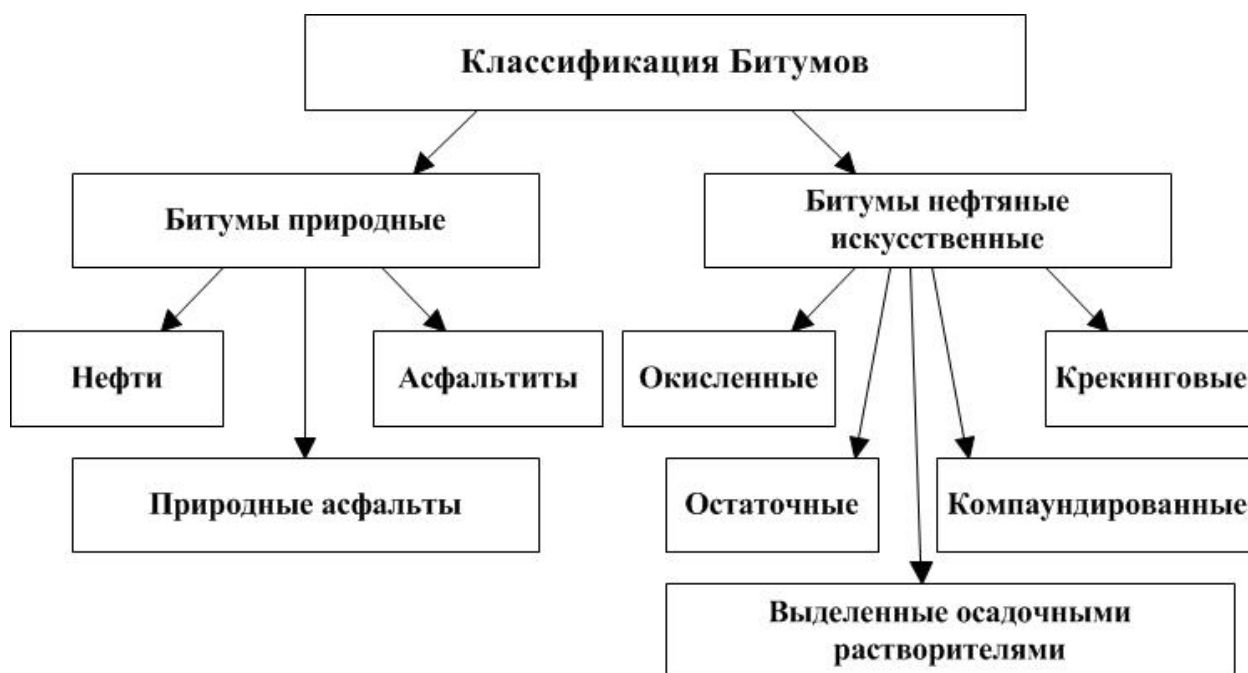 Классификация Битумов
Битумы природные
Битумы нефтяные
искусственные
Нефти
Асфальтиты
Окисленные
Крекинговые
Природные асфальты
Остаточные
Компаундированные
Выделенные осадочными
растворителями